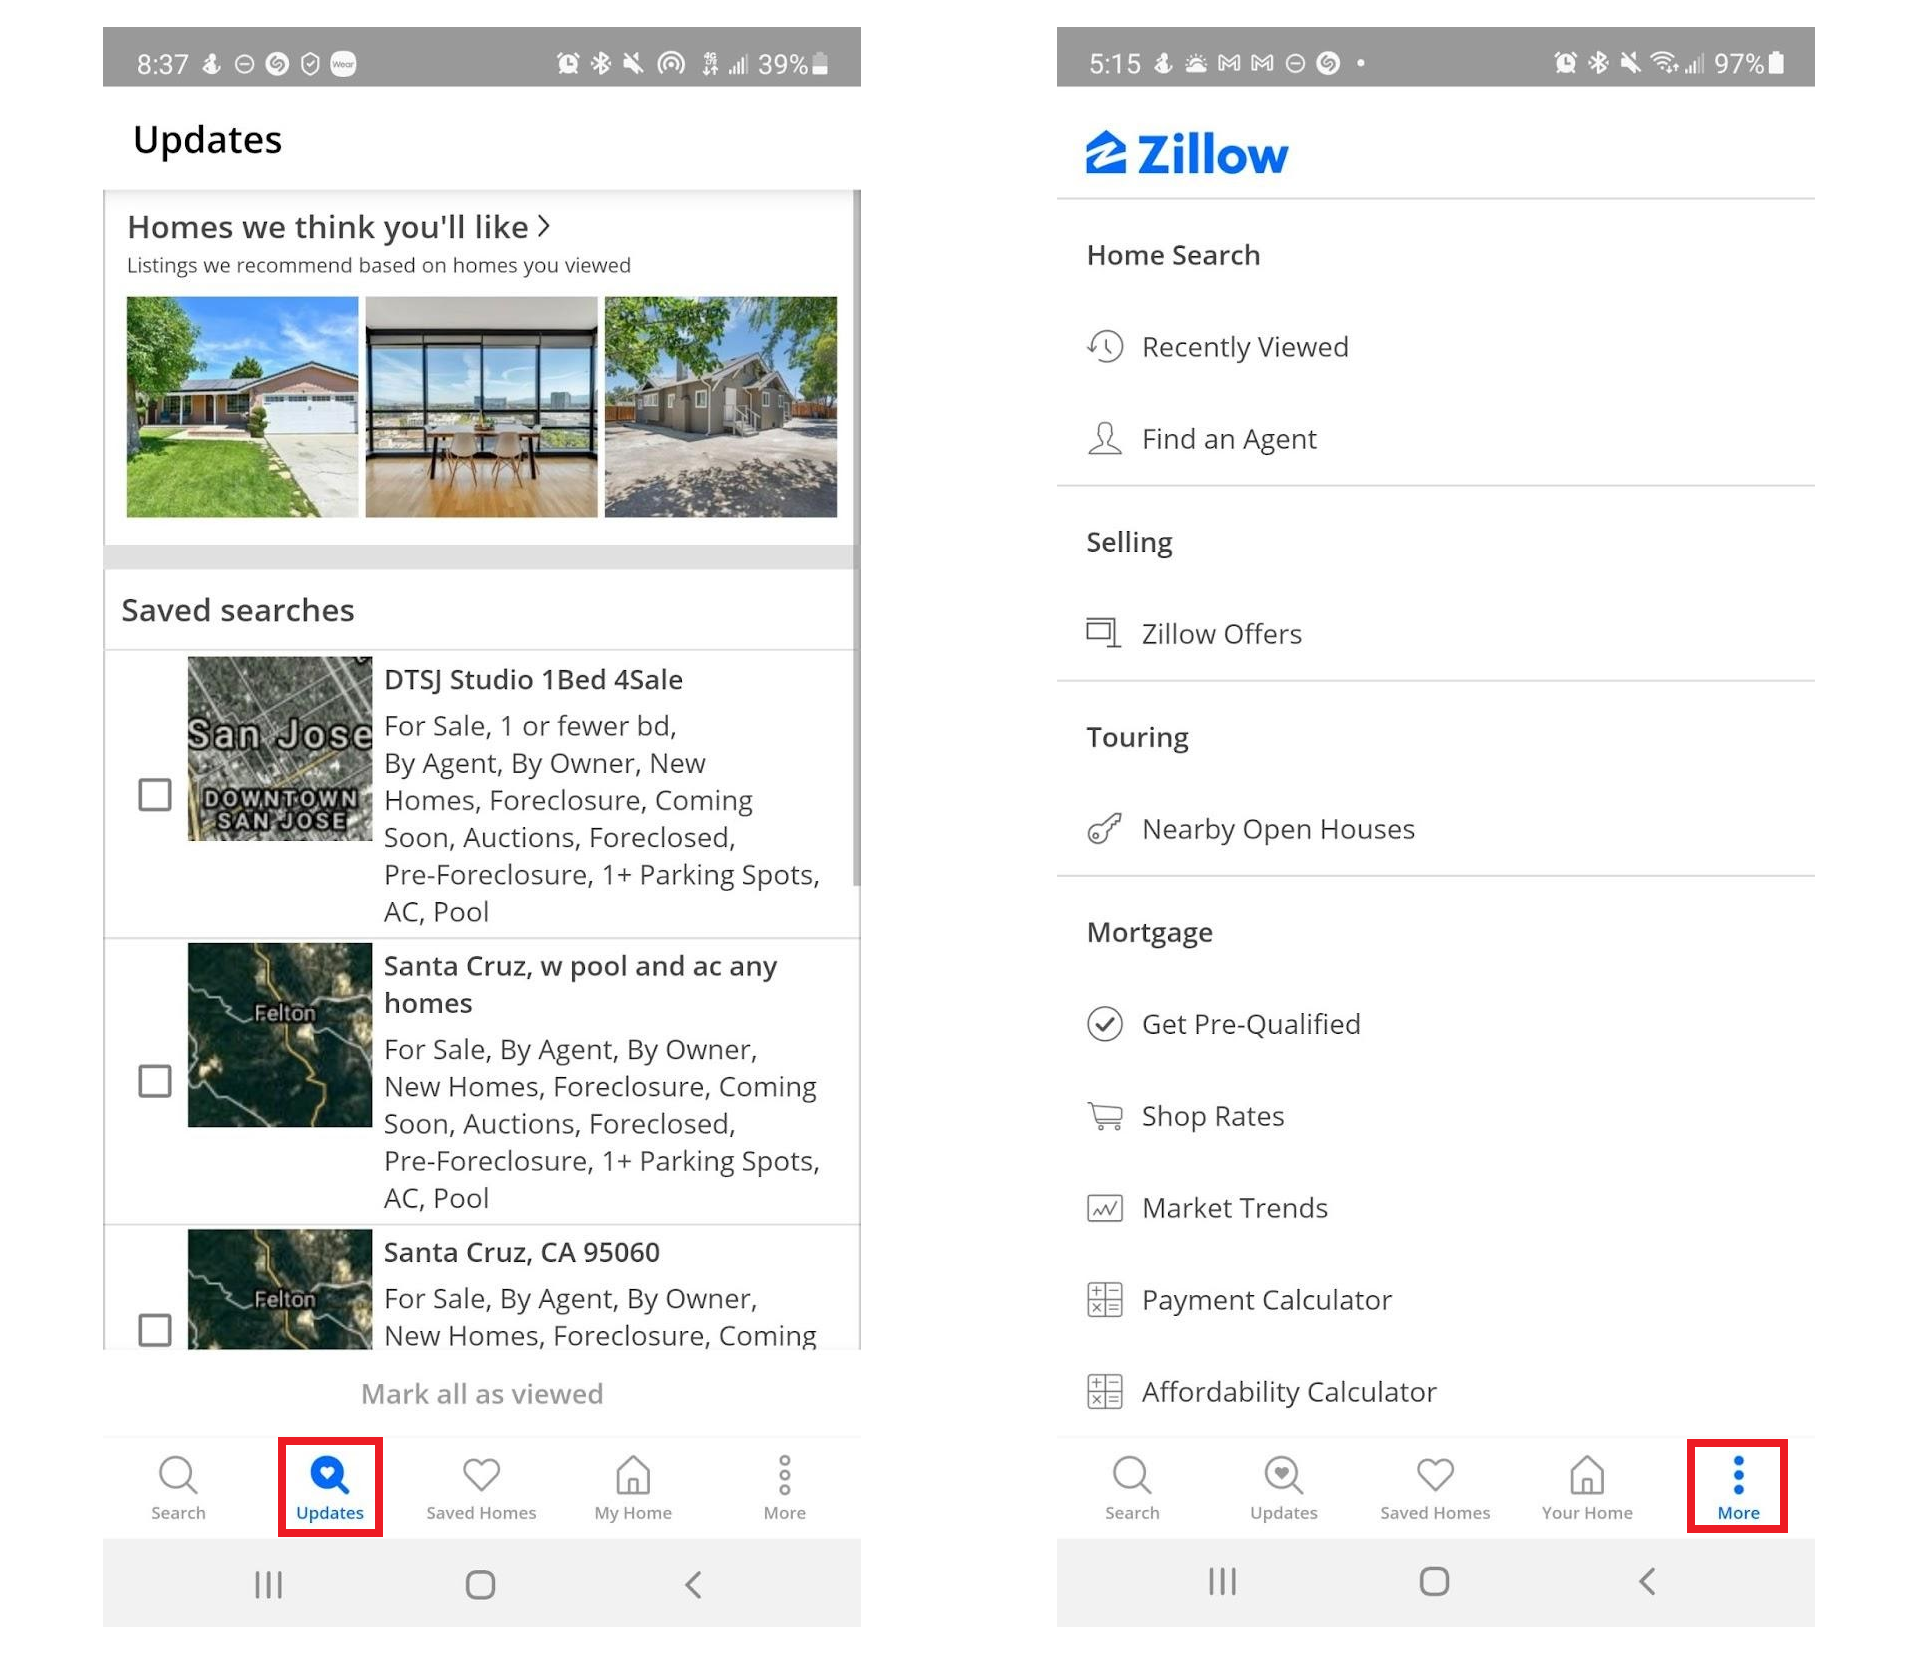 8:37
Wear
4G
39%
Updates
Homes we think you'll like >
Listings we recommend based on homes you viewed
Saved searches
San Jose
DOWNTOWN
SAN JOSE
DTSJ Studio 1Bed 4Sale
For Sale, 1 or fewer bd,
By Agent, By Owner, New
Homes, Foreclosure, Coming
Soon, Auctions, Foreclosed,
Pre-Foreclosure, 1+ Parking Spots,
AC, Pool
Felton
Santa Cruz, w pool and ac any
homes
For Sale, By Agent, By Owner,
New Homes, Foreclosure, Coming
Soon, Auctions, Foreclosed,
Pre-Foreclosure, 1+ Parking Spots,
AC, Pool
Felton
Santa Cruz, CA 95060
For Sale, By Agent, By Owner,
New Homes, Foreclosure, Coming
Mark all as viewed
Search
Updates
Saved Homes
My Home
More
5:15
97%
Zillow
Home Search
Recently Viewed
Find an Agent
Selling
Zillow Offers
Touring
Nearby Open Houses
Mortgage
Get Pre-Qualified
Shop Rates
Market Trends
Payment Calculator
Affordability Calculator
Search
Updates
Saved Homes
Your Home
More